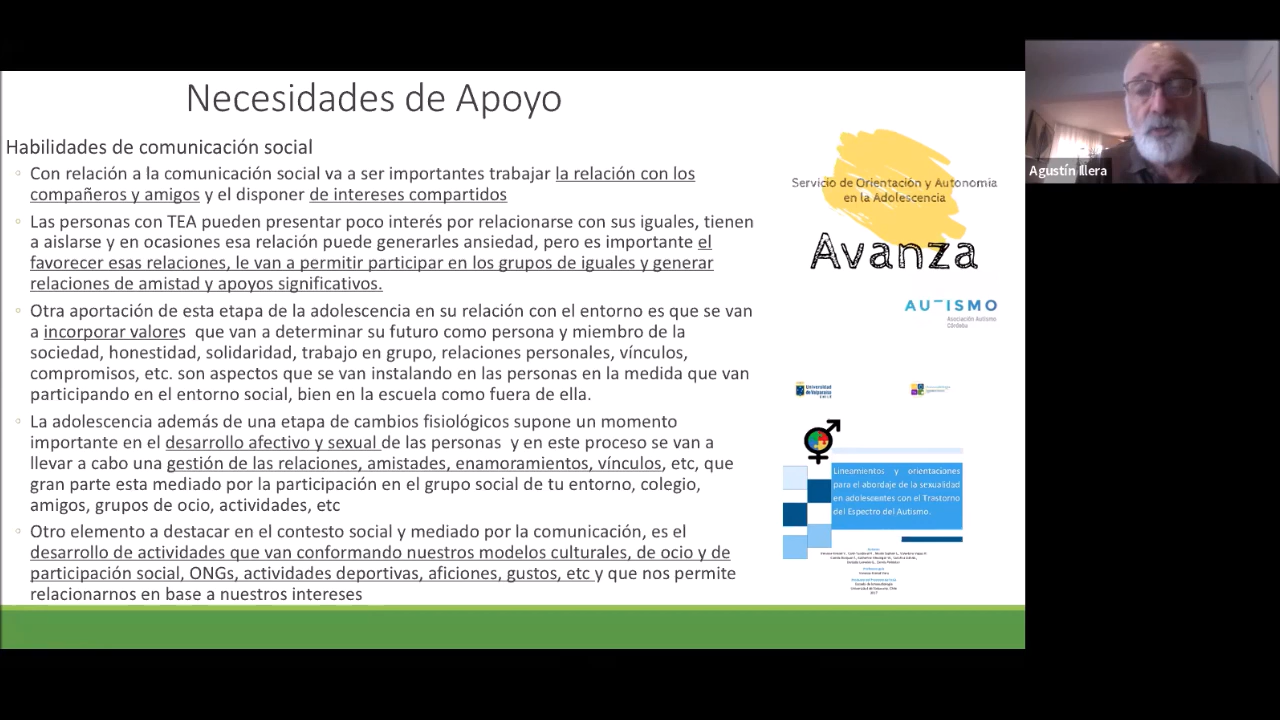 Necesidades de Apoyo
Habilidades de comunicación social
Con relación a la comunicación social va a ser importantes trabajar la relación con los
compañeros y amigos y el disponer de intereses compartidos
Las personas con TEA pueden presentar poco interés por relacionarse con sus iguales, tienen
a aislarse y en ocasiones esa relación puede generarles ansiedad, pero es importante el
favorecer esas relaciones, le van a permitir participar en los grupos de iguales y generar
relaciones de amistad y apoyos significativos.
Otra aportación de esta etapa de la adolescencia en su relación con el entorno es que se van
a incorporar valores que van a determinar su futuro como persona y miembro de la
sociedad, honestidad, solidaridad, trabajo en grupo, relaciones personales, vínculos,
compromisos, etc. son aspectos que se van instalando en las personas en la medida que van
participando en el entorno social, bien en la escuela como fuera de ella.
La adolescencia además de una etapa de cambios fisiológicos supone un momento
importante en el desarrollo afectivo y sexual de las personas y en este proceso se van a
llevar a cabo una gestión de las relaciones, amistades, enamoramientos, vínculos, etc, que
gran parte son mediados por la participación en el grupo social de tu entorno, colegio,
amigos, grupos de ocio, actividades, etc
Otro elemento a destacar en el contexto social y mediado por la comunicación, es el
desarrollo de actividades que van conformando nuestros modelos culturales, de ocio y de
participación social, ONGs, actividades deportivas, aficiones, gustos, etc y que nos permite
relacionarnos en base a nuestros intereses
Servicio de Orientación y Autonomia
en la Adolescencia
Avanza
AUTISMO
Asociación Autismo
Córdoba
Universidad
de Valparaíso
CHILE
Lineamientos y orientaciones
para el abordaje de la sexualidad
en adolescentes con el Trastorno
del Espectro del Autismo.
Agustín Illera